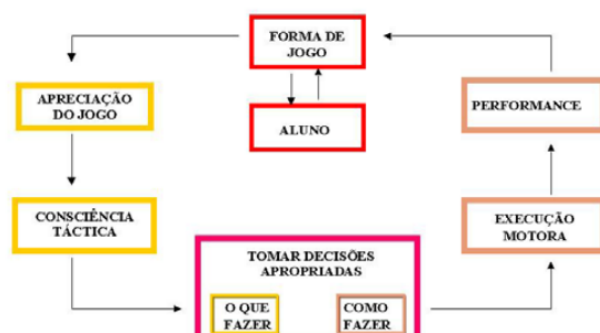 FORMA DE
JOGO
APRECIAÇÃO
DO JOGO
PERFORMANCE
ALUNO
CONSCIÊNCIA
TÁCTICA
EXECUÇÃO
MOTORA
TOMAR DECISÕES
APROPRIADAS
O QUE
FAZER
COMO
FAZER